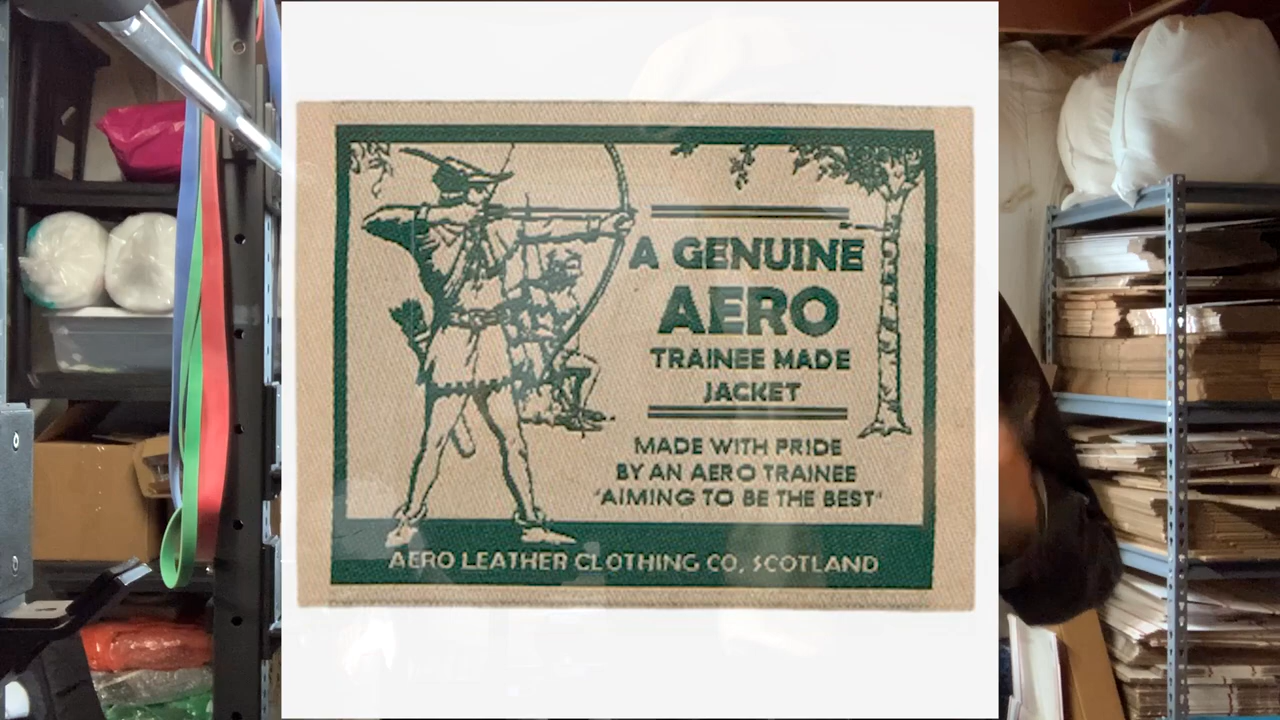 A GENUINE
AERO
TRAINEE MADE
JACKET
MADE WITH PRIDE
BY AN AERO TRAINEE
"AIMING TO BE THE BEST"
AERO LEATHER CLOTHING CO, SCOTLAND